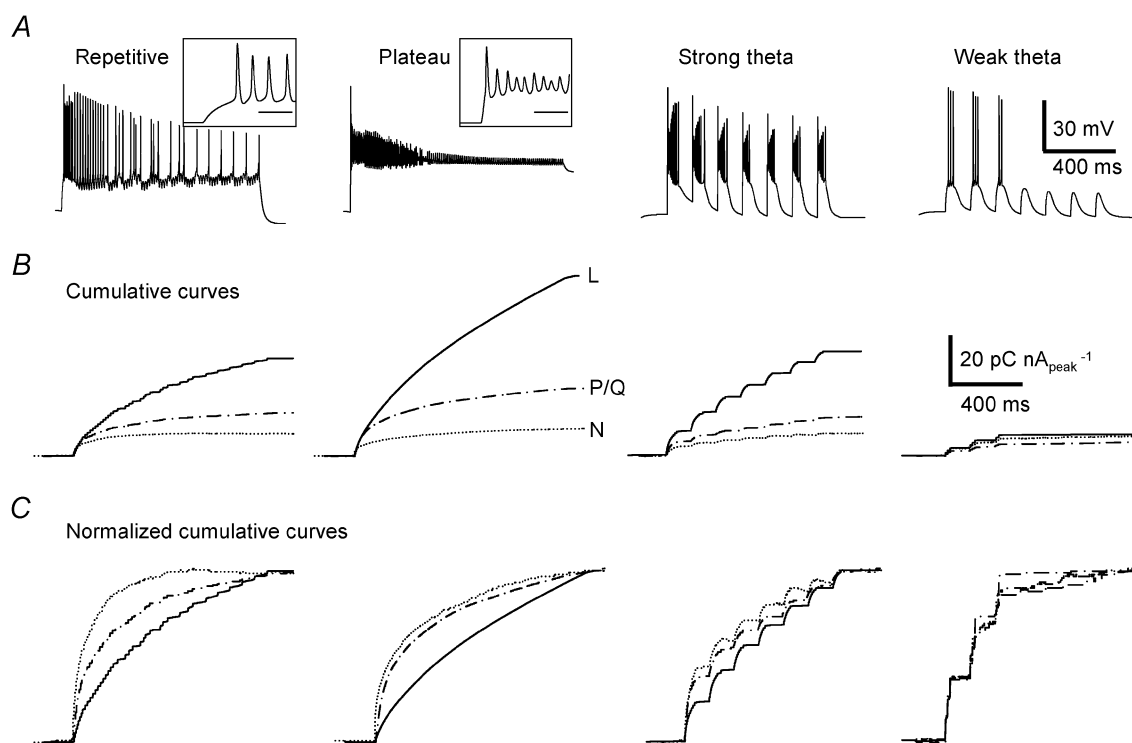 A
Repetitive
Plateau
Strong theta
Weak theta
30 mV
400 ms
B
Cumulative curves
L
P/Q
N
20 pC nApeak -1
400 ms
C
Normalized cumulative curves